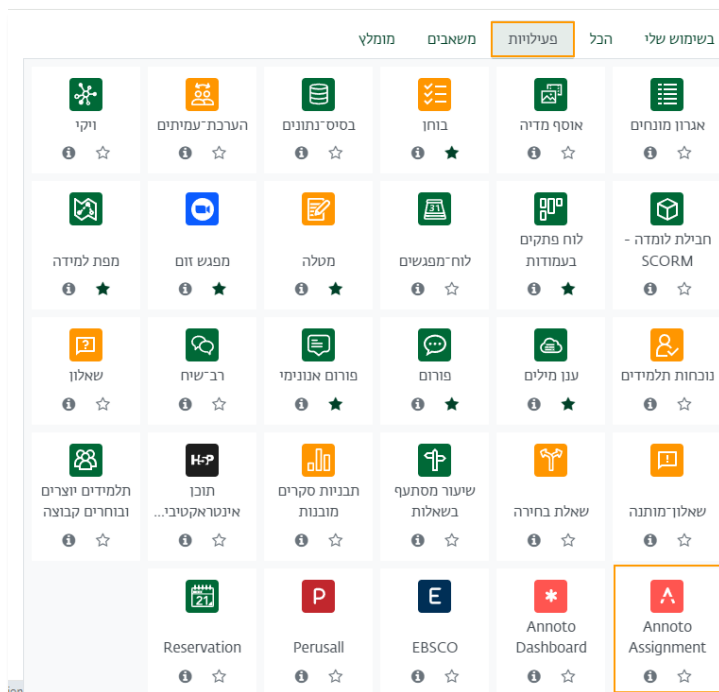 בשימוש שלי
הכל
פעילויות
משאבים
מומלץ
אגרון מונחים
אוסף מדיה
בוחן
בסיס־נתונים
הערכת־עמיתים
ויקי
חבילת לומדה -
SCORM
לוח פתקים
בעמודות
31
לוח־מפגשים
מטלה
מפגש זום
מפת למידה
נוכחות תלמידים
ענן מילים
פורום
פורום אנונימי
רב־שיח
שאלון
שאלון־מותנה
שאלת בחירה
שיעור מסתעף
בשאלות
תבניות סקרים
מובנות
H-P
תוכן
אינטראקטיבי...
תלמידים יוצרים
ובוחרים קבוצה
Annoto
Assignment
Annoto
Dashboard
E
EBSCO
P
Perusall
21
Reservation